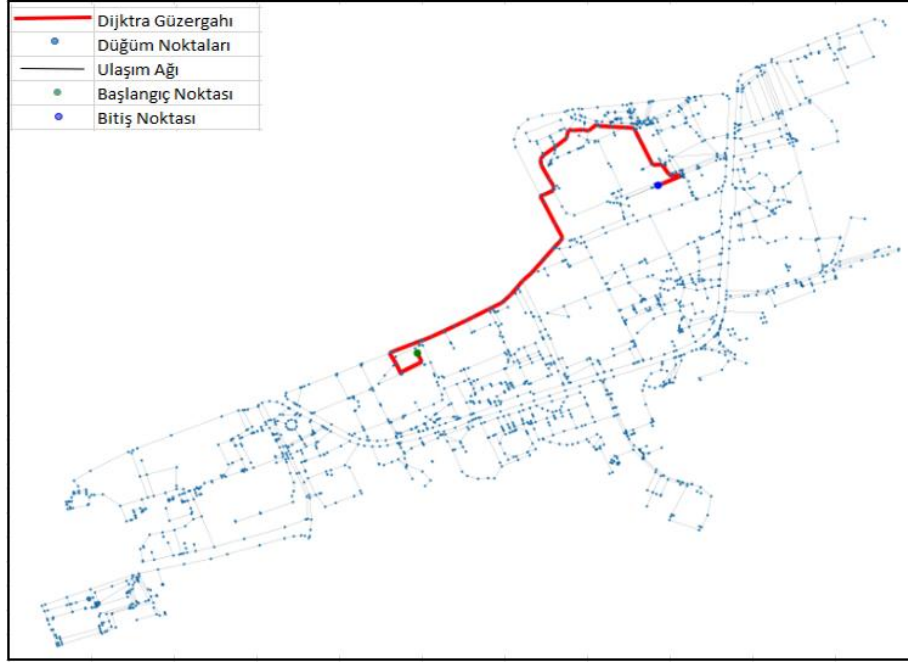 Dijktra Güzergahı
Düğüm Noktaları
Ulaşım Ağı
Başlangıç Noktası
Bitiş Noktası